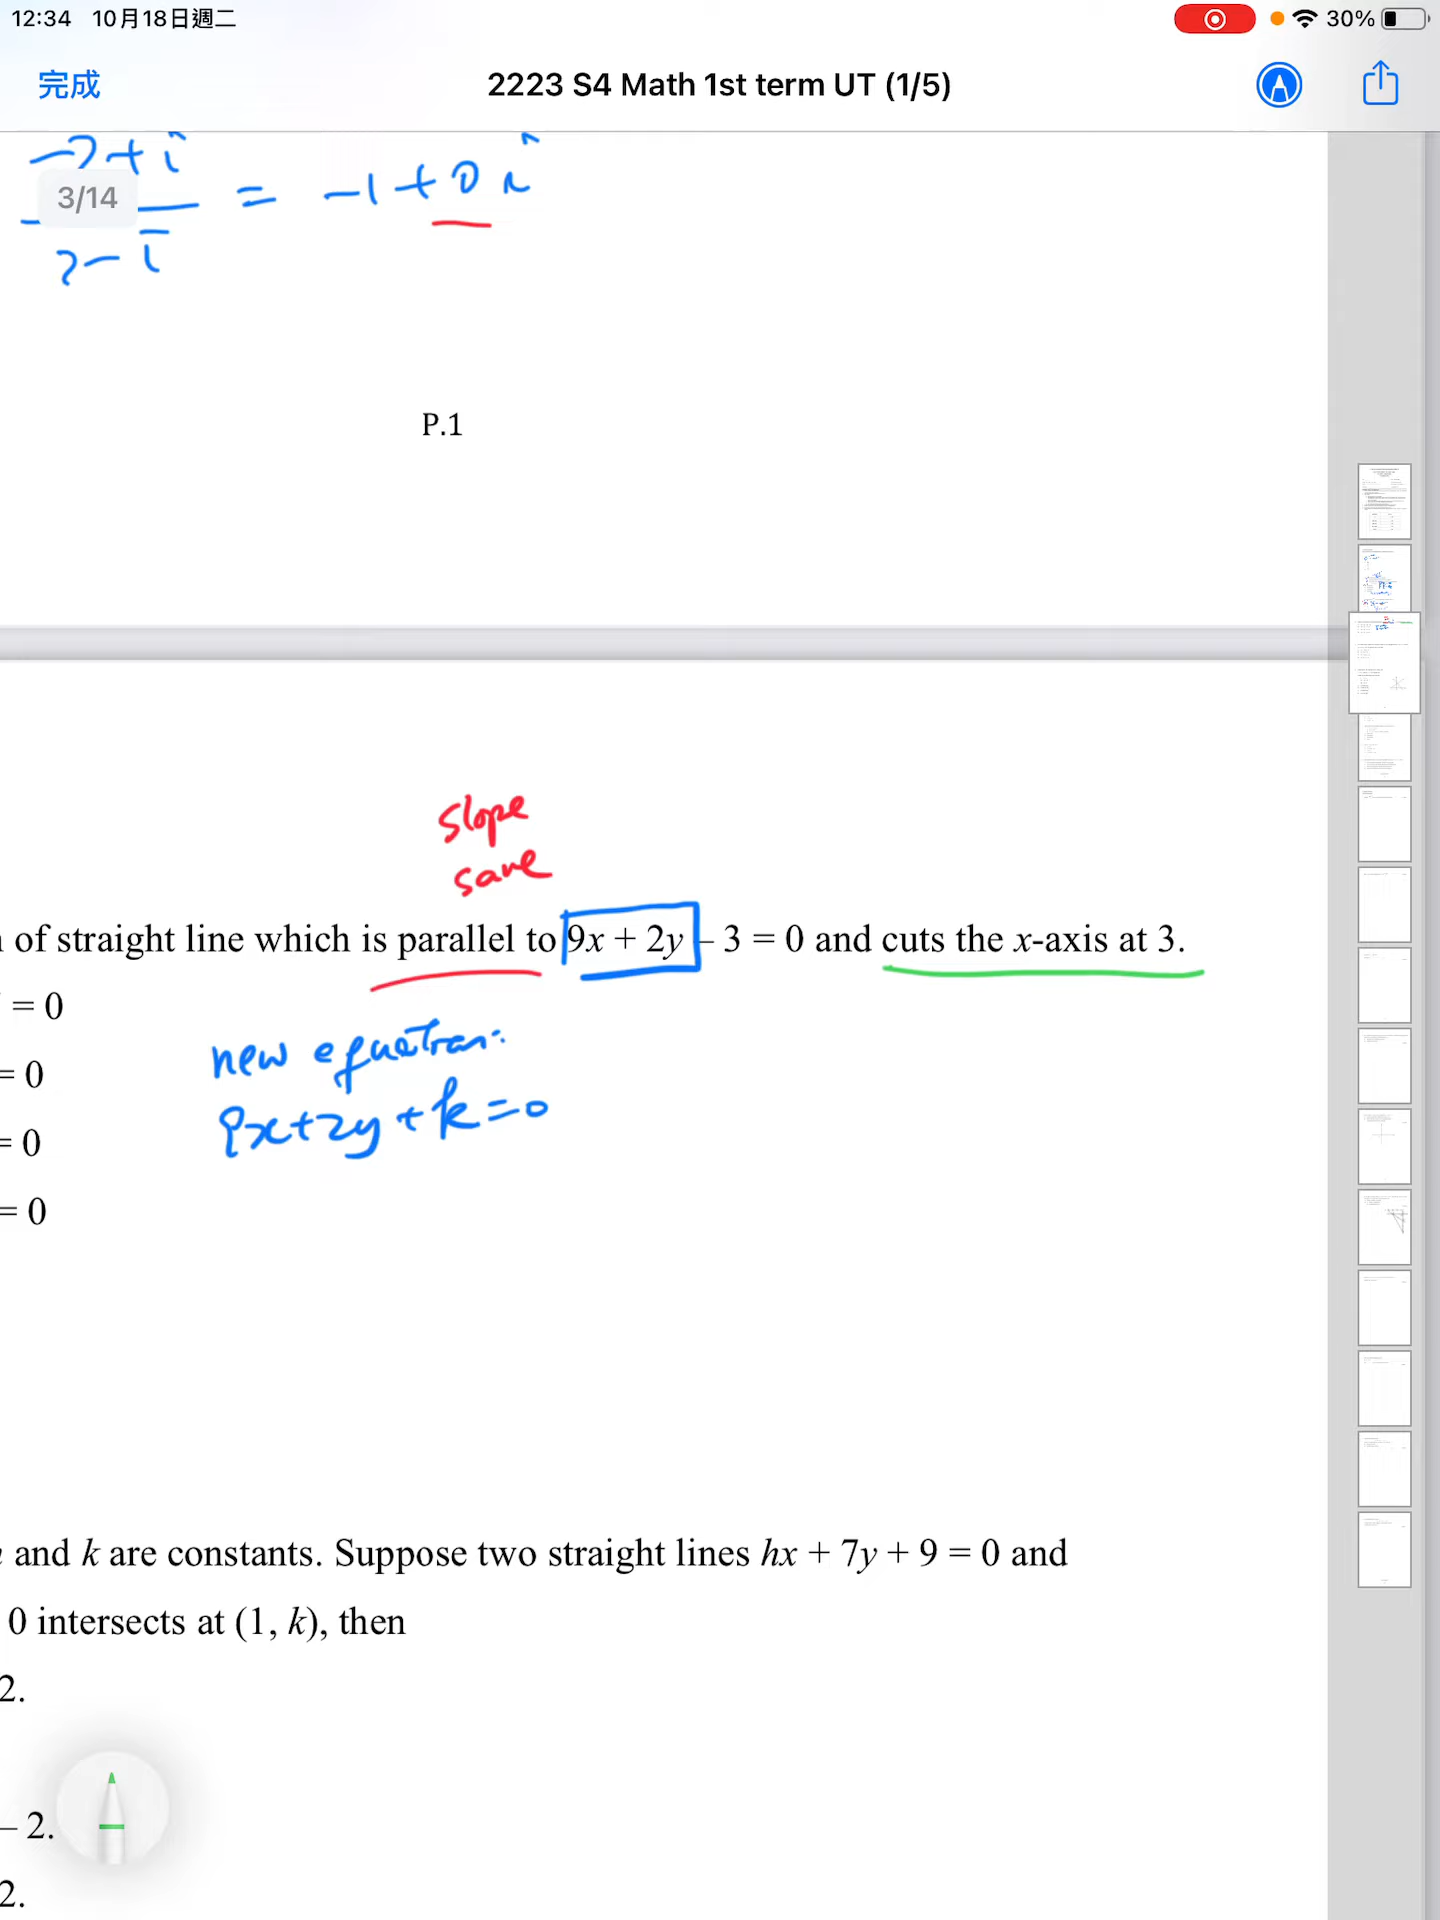 12:34 10月18日週二
30%
完成
2223 S4 Math 1st term UT (1/5)
3/14
-2+i
= -1+0i
2-i
P.1
slope
same
of straight line which is parallel to 9x + 2y – 3 = 0 and cuts the x-axis at 3.
= 0
new equation:
= 0
9x+2y+k=0
= 0
= 0
and k are constants. Suppose two straight lines hx + 7y + 9 = 0 and
0 intersects at (1, k), then
2.
– 2.
2.